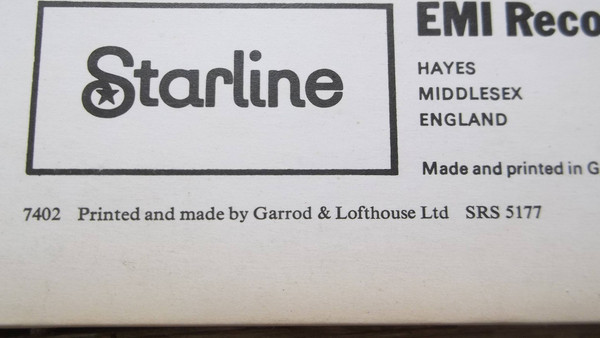 Starline
EMI Reco
HAYES
MIDDLESEX
ENGLAND
Made and printed in G
7402 Printed and made by Garrod & Lofthouse Ltd SRS 5177